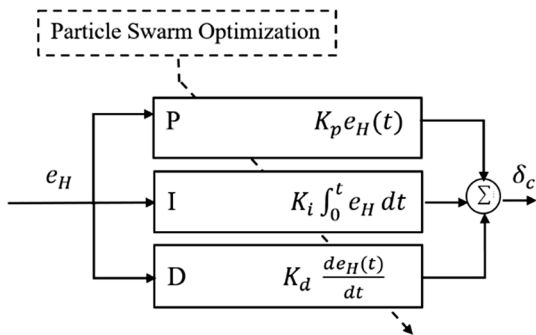 Particle Swarm Optimization
P K_p e_H(t)
e_H
I K_i ∫_0^t e_H dt
Σ
δ_c
D K_d de_H(t)/dt